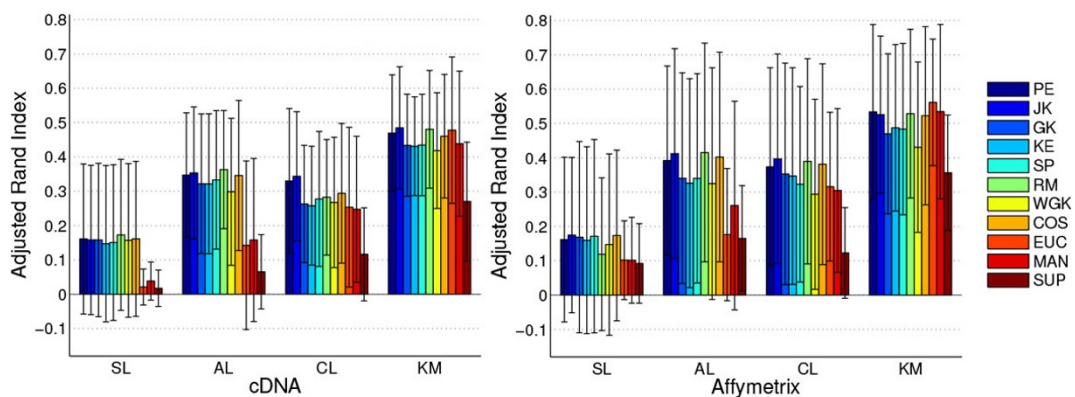 Adjusted Rand Index
0.8
0.7
0.6
0.5
0.4
0.3
0.2
0.1
0
−0.1
SL AL CL KM
cDNA
Adjusted Rand Index
0.8
0.7
0.6
0.5
0.4
0.3
0.2
0.1
0
−0.1
SL AL CL KM
Affymetrix
PE
JK
GK
KE
SP
RM
WGK
COS
EUC
MAN
SUP